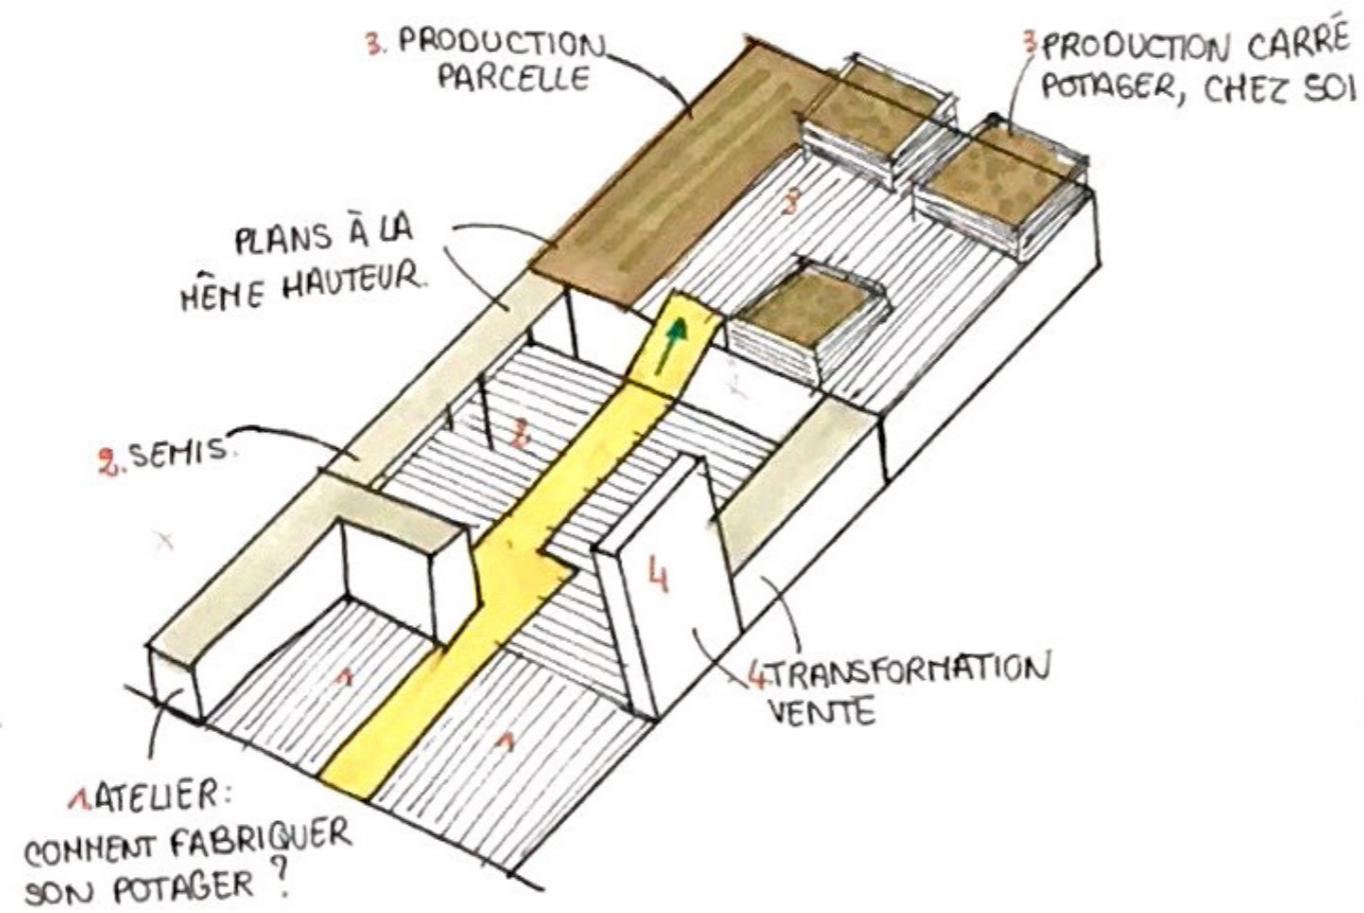 3. PRODUCTION
PARCELLE
3 PRODUCTION CARRÉ
POTAGER, CHEZ SOI
3
PLANS À LA
MÊME HAUTEUR.
2. SEMIS.
2.
4
4. TRANSFORMATION
VENTE
1
1
1. ATELIER:
COMMENT FABRIQUER
SON POTAGER ?